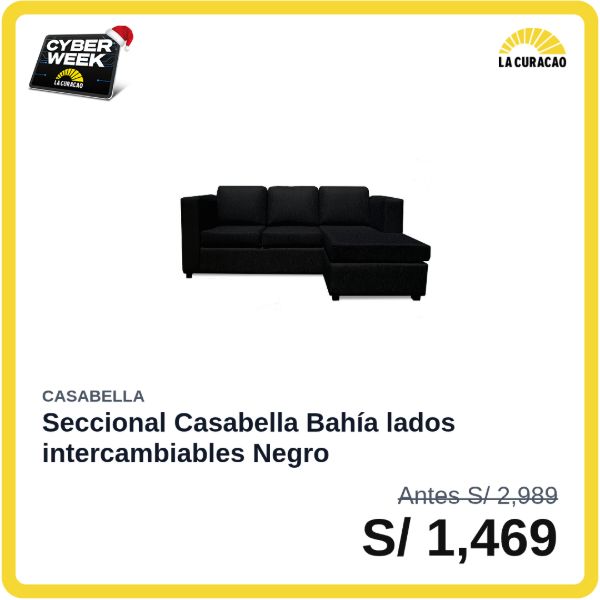 CYBER
WEEK
LA CURACAO
LA CURACAO
CASABELLA
Seccional Casabella Bahía lados
intercambiables Negro
Antes S/ 2,989
S/ 1,469